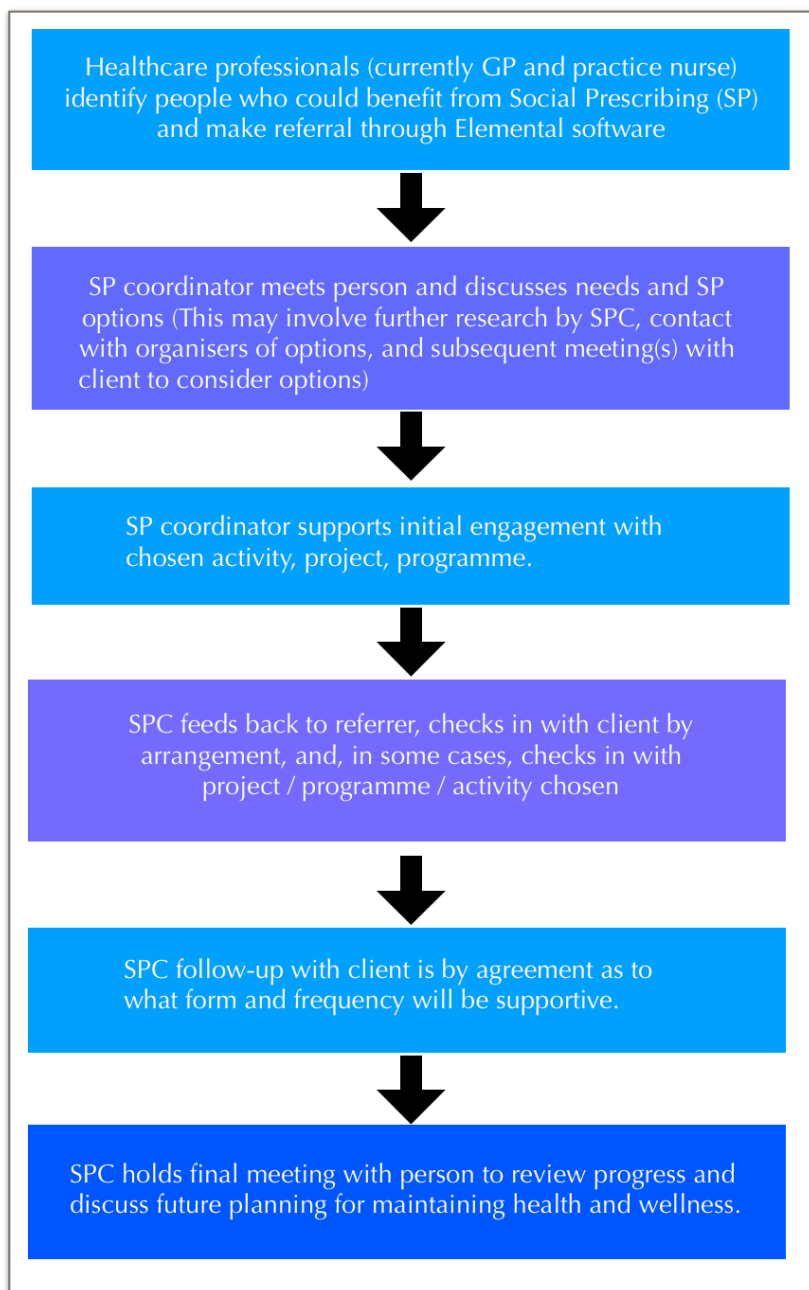 Healthcare professionals (currently GP and practice nurse)
identify people who could benefit from Social Prescribing (SP)
and make referral through Elemental software
SP coordinator meets person and discusses needs and SP
options (This may involve further research by SPC, contact
with organisers of options, and subsequent meeting(s) with
client to consider options)
SP coordinator supports initial engagement with
chosen activity, project, programme.
SPC feeds back to referrer, checks in with client by
arrangement, and, in some cases, checks in with
project / programme / activity chosen
SPC follow-up with client is by agreement as to
what form and frequency will be supportive.
SPC holds final meeting with person to review progress and
discuss future planning for maintaining health and wellness.